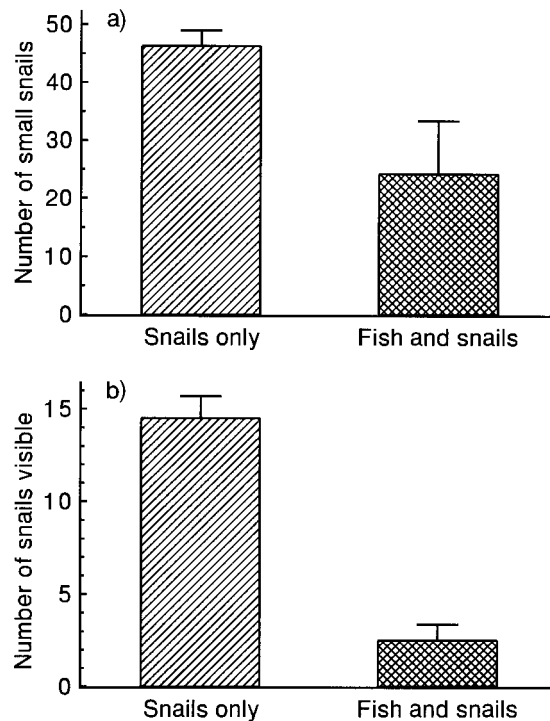 a)
Number of small snails
50
40
30
20
10
0
Snails only Fish and snails
b)
Number of snails visible
15
10
5
0
Snails only Fish and snails